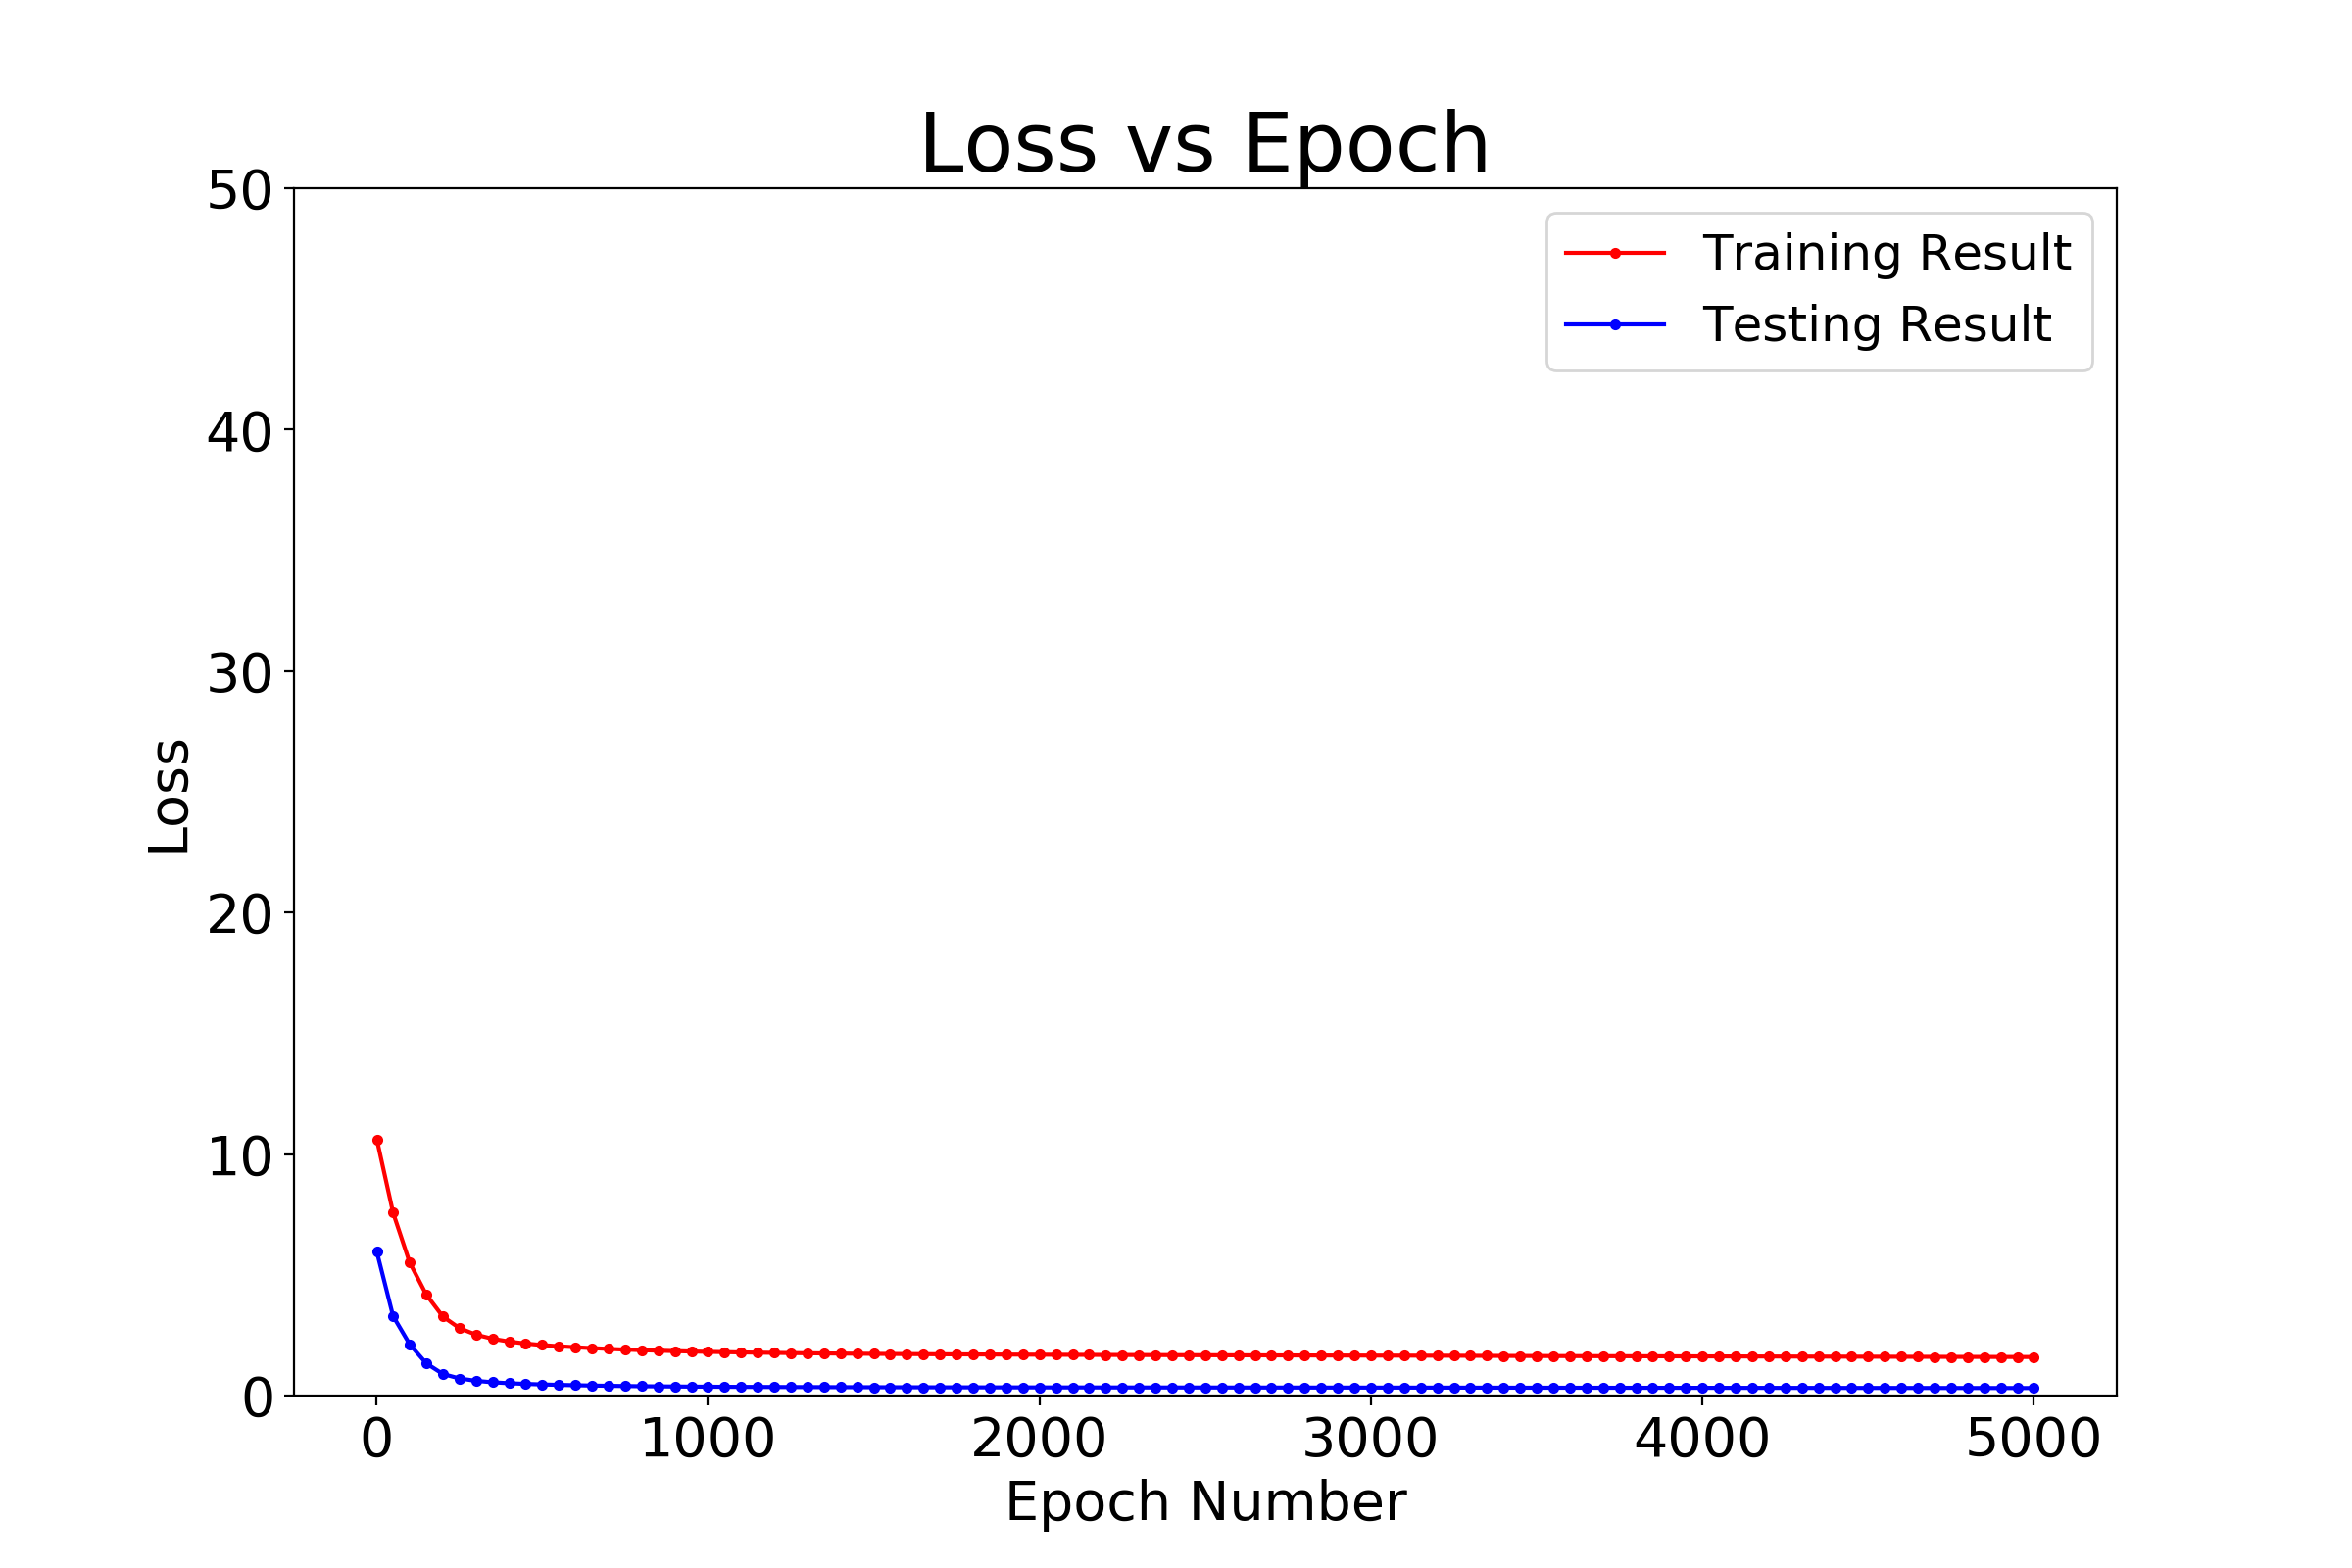 Loss vs Epoch
50
40
30
20
10
0
Loss
Training Result
Testing Result
0 1000 2000 3000 4000 5000
Epoch Number